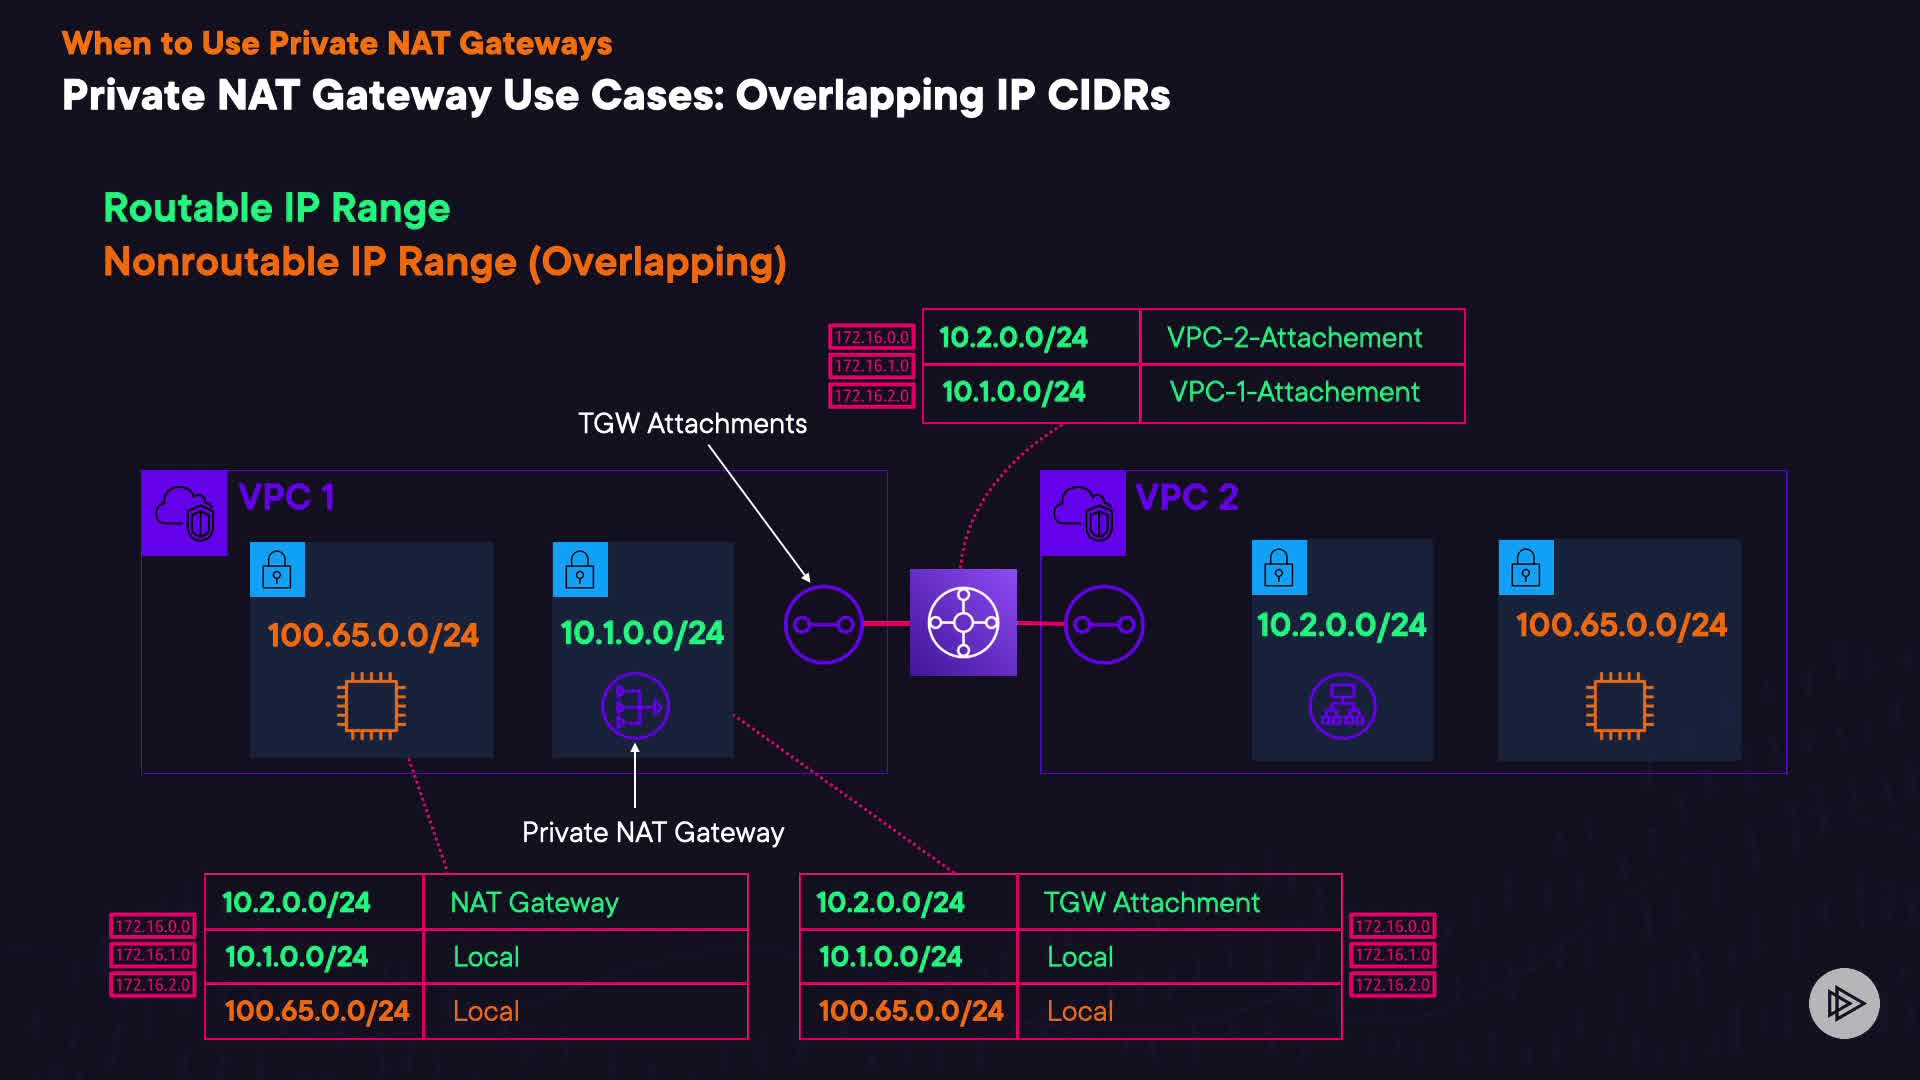 When to Use Private NAT Gateways
Private NAT Gateway Use Cases: Overlapping IP CIDRs
Routable IP Range
Nonroutable IP Range (Overlapping)
172.16.0.0
172.16.1.0
172.16.2.0
10.2.0.0/24 VPC-2-Attachement
10.1.0.0/24 VPC-1-Attachement
TGW Attachments
VPC 1
100.65.0.0/24
10.1.0.0/24
VPC 2
10.2.0.0/24
100.65.0.0/24
Private NAT Gateway
172.16.0.0
172.16.1.0
172.16.2.0
10.2.0.0/24 NAT Gateway
10.1.0.0/24 Local
100.65.0.0/24 Local
10.2.0.0/24 TGW Attachment
10.1.0.0/24 Local
100.65.0.0/24 Local
172.16.0.0
172.16.1.0
172.16.2.0